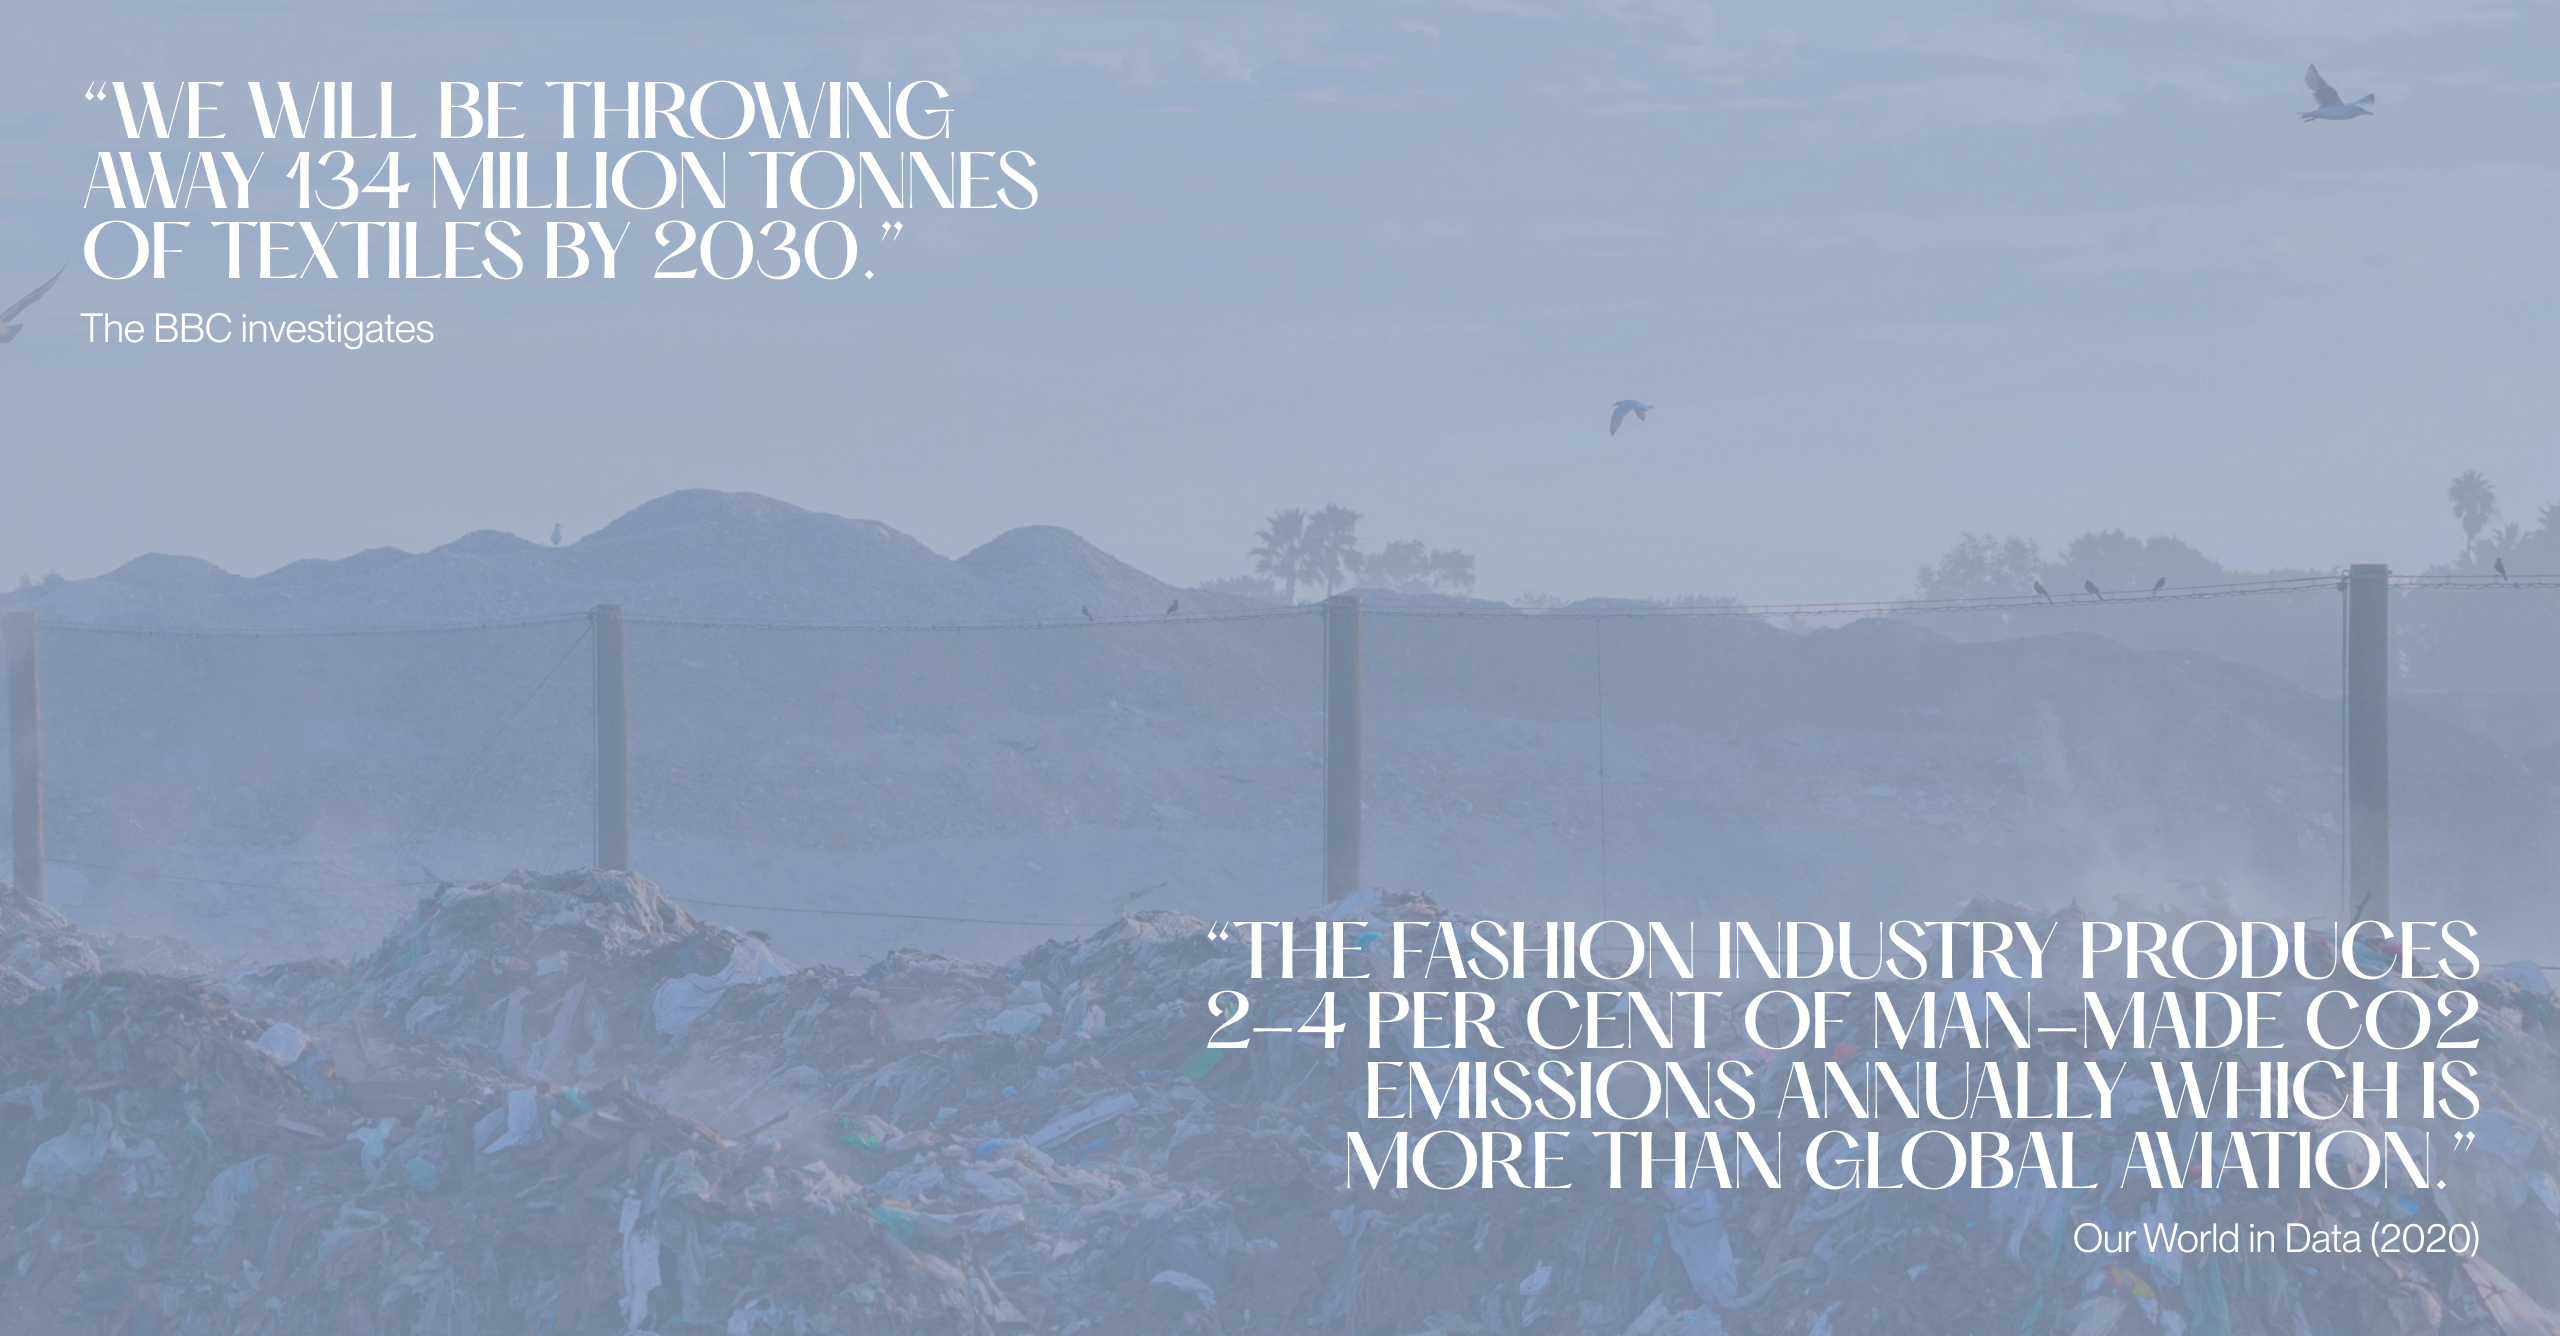 “WE WILL BE THROWING
AWAY 134 MILLION TONNES
OF TEXTILES BY 2030.”
The BBC investigates
“THE FASHION INDUSTRY PRODUCES
2–4 PER CENT OF MAN–MADE CO2
EMISSIONS ANNUALLY WHICH IS
MORE THAN GLOBAL AVIATION.”
Our World in Data (2020)